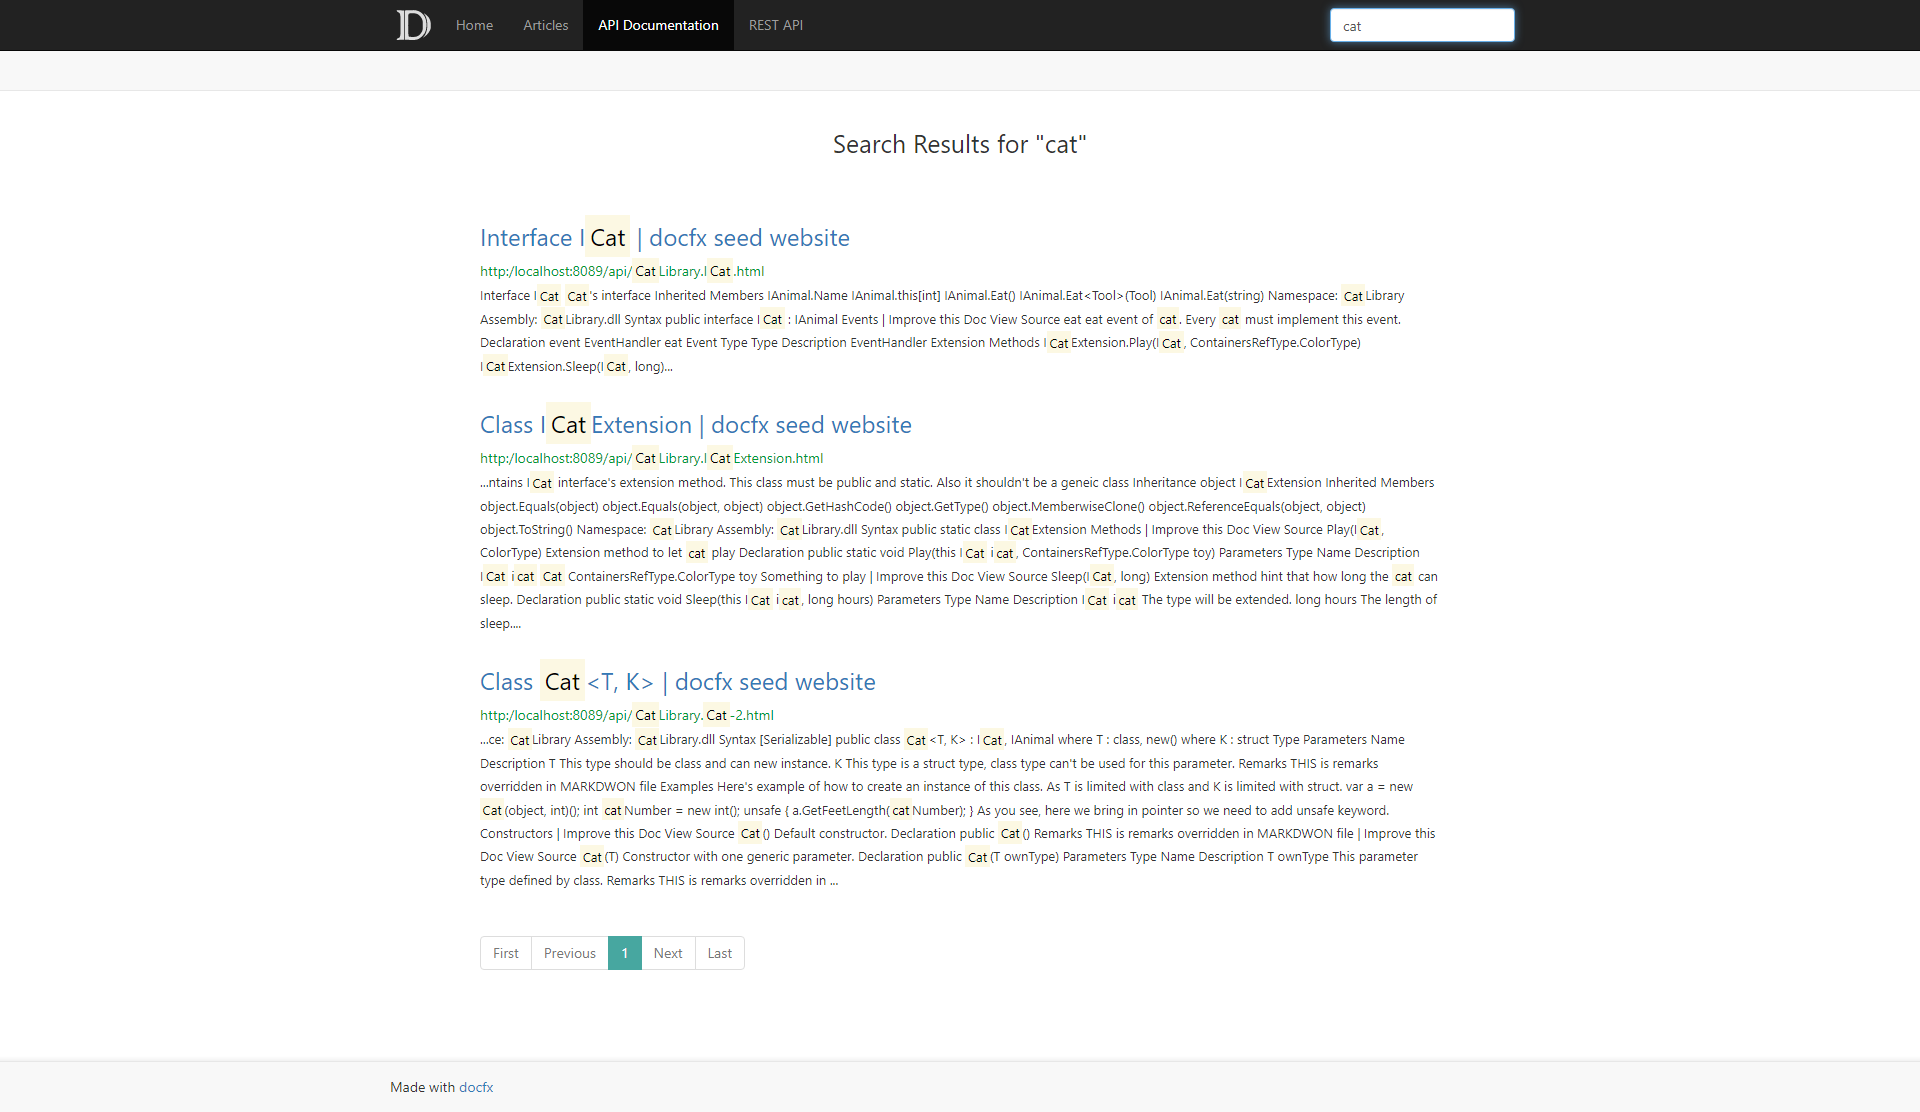 D Home Articles API Documentation REST API cat
Search Results for "cat"
Interface ICat | docfx seed website
http:/localhost:8089/api/CatLibrary.ICat.html
Interface ICat Cat's interface Inherited Members IAnimal.Name IAnimal.this[int] IAnimal.Eat() IAnimal.Eat<Tool>(Tool) IAnimal.Eat(string) Namespace: CatLibrary
Assembly: CatLibrary.dll Syntax public interface ICat : IAnimal Events | Improve this Doc View Source eat eat event of cat. Every cat must implement this event.
Declaration event EventHandler eat Event Type Type Description EventHandler Extension Methods ICatExtension.Play(ICat, ContainersRefType.ColorType)
ICatExtension.Sleep(ICat, long)...
Class ICatExtension | docfx seed website
http:/localhost:8089/api/CatLibrary.ICatExtension.html
...ntains ICat interface's extension method. This class must be public and static. Also it shouldn't be a geneic class Inheritance object ICatExtension Inherited Members
object.Equals(object) object.Equals(object, object) object.GetHashCode() object.GetType() object.MemberwiseClone() object.ReferenceEquals(object, object)
object.ToString() Namespace: CatLibrary Assembly: CatLibrary.dll Syntax public static class ICatExtension Methods | Improve this Doc View Source Play(ICat,
ColorType) Extension method to let cat play Declaration public static void Play(this ICat icat, ContainersRefType.ColorType toy) Parameters Type Name Description
ICat icat Cat ContainersRefType.ColorType toy Something to play | Improve this Doc View Source Sleep(ICat, long) Extension method hint that how long the cat can
sleep. Declaration public static void Sleep(this ICat icat, long hours) Parameters Type Name Description ICat icat The type will be extended. long hours The length of
sleep....
Class Cat<T, K> | docfx seed website
http:/localhost:8089/api/CatLibrary.Cat-2.html
...ce: CatLibrary Assembly: CatLibrary.dll Syntax [Serializable] public class Cat<T, K> : ICat, IAnimal where T : class, new() where K : struct Type Parameters Name
Description T This type should be class and can new instance. K This type is a struct type, class type can't be used for this parameter. Remarks THIS is remarks
overridden in MARKDWON file Examples Here's example of how to create an instance of this class. As T is limited with class and K is limited with struct. var a = new
Cat(object, int)(); int catNumber = new int(); unsafe { a.GetFeetLength(catNumber); } As you see, here we bring in pointer so we need to add unsafe keyword.
Constructors | Improve this Doc View Source Cat() Default constructor. Declaration public Cat() Remarks THIS is remarks overridden in MARKDWON file | Improve this
Doc View Source Cat(T) Constructor with one generic parameter. Declaration public Cat(T ownType) Parameters Type Name Description T ownType This parameter
type defined by class. Remarks THIS is remarks overridden in ...
First Previous 1 Next Last
Made with docfx